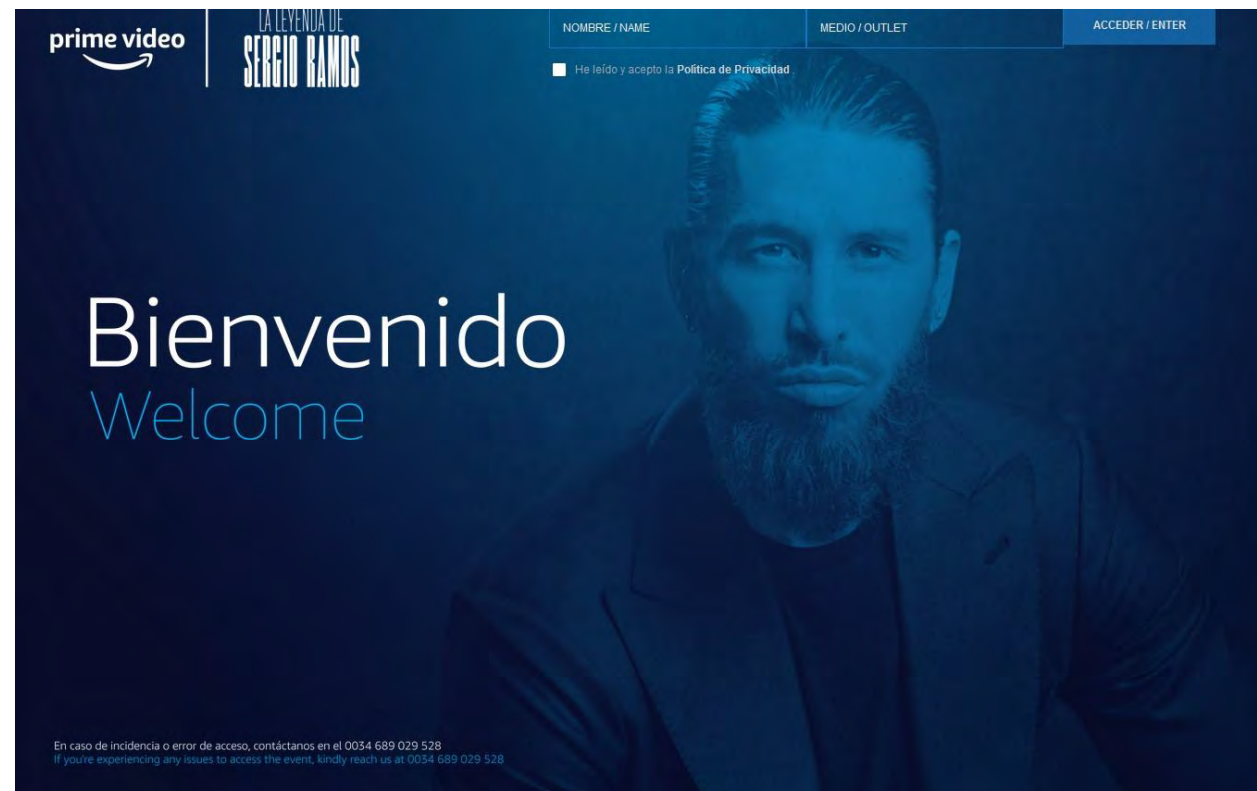 prime video
LA LEYENDA DE
SERGIO RAMOS
NOMBRE / NAME
MEDIO / OUTLET
ACCEDER / ENTER
He leído y acepto la Política de Privacidad
Bienvenido
Welcome
En caso de incidencia o error de acceso, contáctanos en el 0034 689 029 528
If you're experiencing any issues to access the event, kindly reach us at 0034 689 029 528